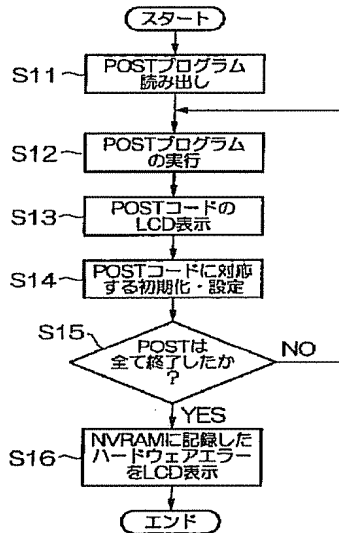 スタート
S11
POSTプログラム
読み出し
S12
POSTプログラム
の実行
S13
POSTコードの
LCD表示
S14
POSTコードに対応
する初期化・設定
S15
POSTは
全て終了したか
?
NO
YES
S16
NVRAMに記録した
ハードウェアエラー
をLCD表示
エンド